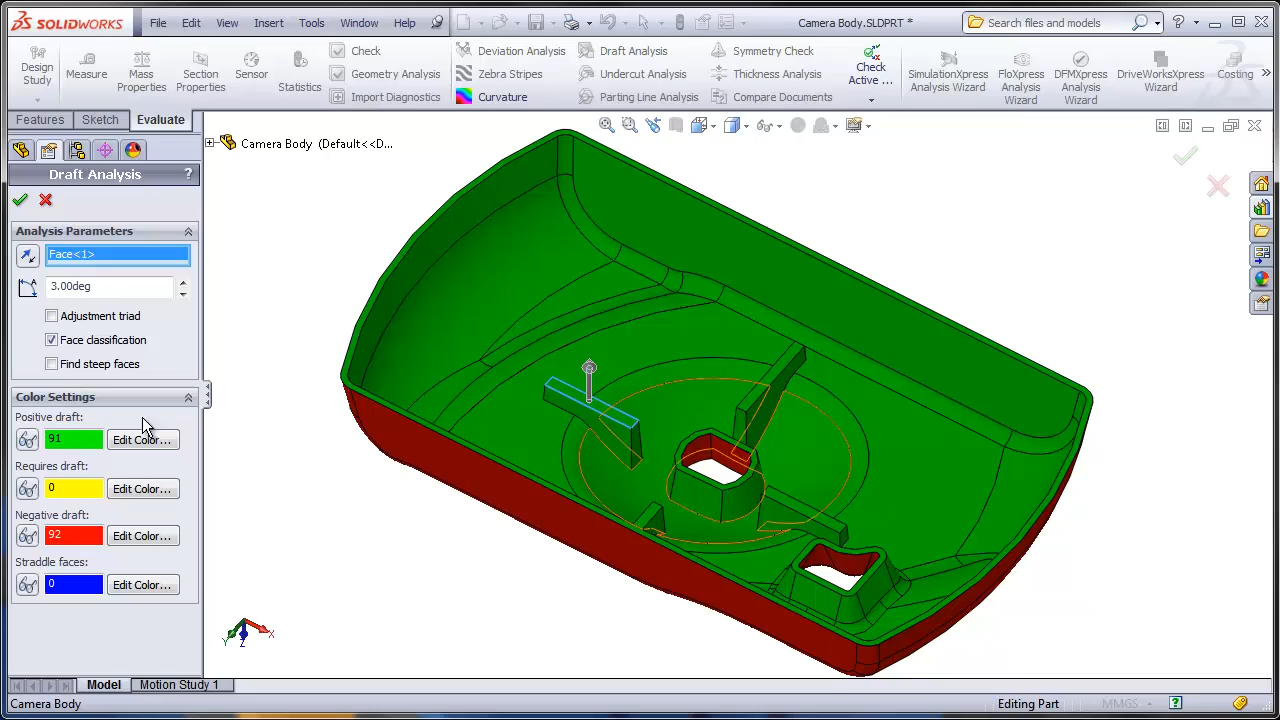 SOLIDWORKS File Edit View Insert Tools Window Help Camera Body.SLDPRT * Search files and models
Design Study
Measure
Mass Properties
Section Properties
Sensor
Statistics
Check
Geometry Analysis
Import Diagnostics
Deviation Analysis
Zebra Stripes
Curvature
Draft Analysis
Undercut Analysis
Parting Line Analysis
Symmetry Check
Thickness Analysis
Compare Documents
Check Active ...
SimulationXpress Analysis Wizard
FloXpress Analysis Wizard
DFMXpress Analysis Wizard
DriveWorksXpress Wizard
Costing
Features Sketch Evaluate
Camera Body (Default<<D...
Draft Analysis ?
Analysis Parameters
Face<1>
3.00deg
Adjustment triad
Face classification
Find steep faces
Color Settings
Positive draft:
91 Edit Color...
Requires draft:
0 Edit Color...
Negative draft:
92 Edit Color...
Straddle faces:
0 Edit Color...
X
Y
Z
Model Motion Study 1
Camera Body Editing Part MMGS